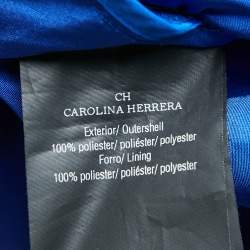 CH
CAROLINA HERRERA
Exterior/ Outershell
100% poliester/ poliéster/ polyester
Forro/ Lining
100% poliester/ poliéster/ polyester